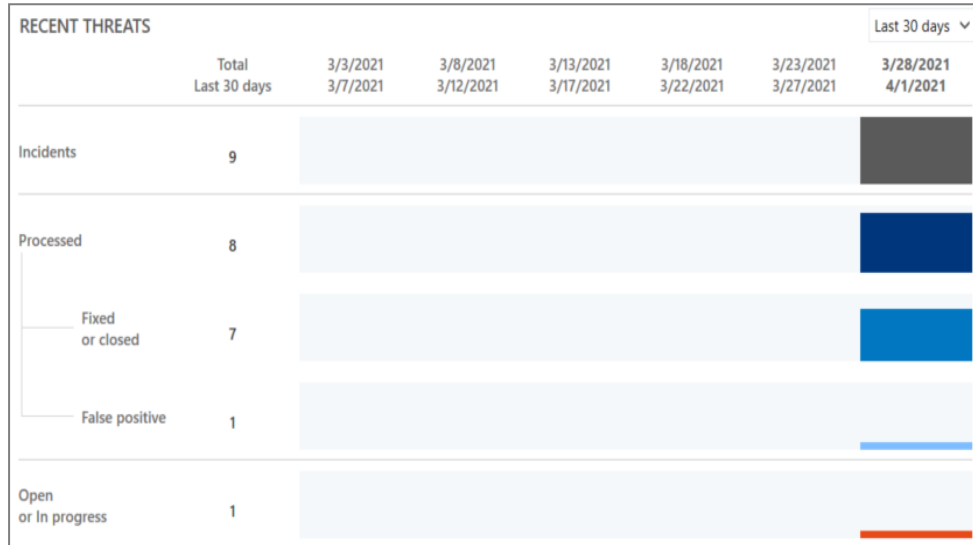 RECENT THREATS
Last 30 days
Total
Last 30 days
3/3/2021
3/7/2021
3/8/2021
3/12/2021
3/13/2021
3/17/2021
3/18/2021
3/22/2021
3/23/2021
3/27/2021
3/28/2021
4/1/2021
Incidents
9
Processed
8
Fixed
or closed
7
False positive
1
Open
or In progress
1